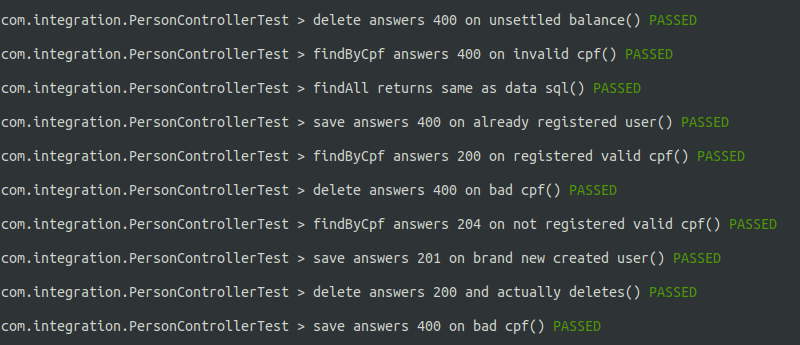 com.integration.PersonControllerTest > delete answers 400 on unsettled balance() PASSED
com.integration.PersonControllerTest > findByCpf answers 400 on invalid cpf() PASSED
com.integration.PersonControllerTest > findAll returns same as data sql() PASSED
com.integration.PersonControllerTest > save answers 400 on already registered user() PASSED
com.integration.PersonControllerTest > findByCpf answers 200 on registered valid cpf() PASSED
com.integration.PersonControllerTest > delete answers 400 on bad cpf() PASSED
com.integration.PersonControllerTest > findByCpf answers 204 on not registered valid cpf() PASSED
com.integration.PersonControllerTest > save answers 201 on brand new created user() PASSED
com.integration.PersonControllerTest > delete answers 200 and actually deletes() PASSED
com.integration.PersonControllerTest > save answers 400 on bad cpf() PASSED